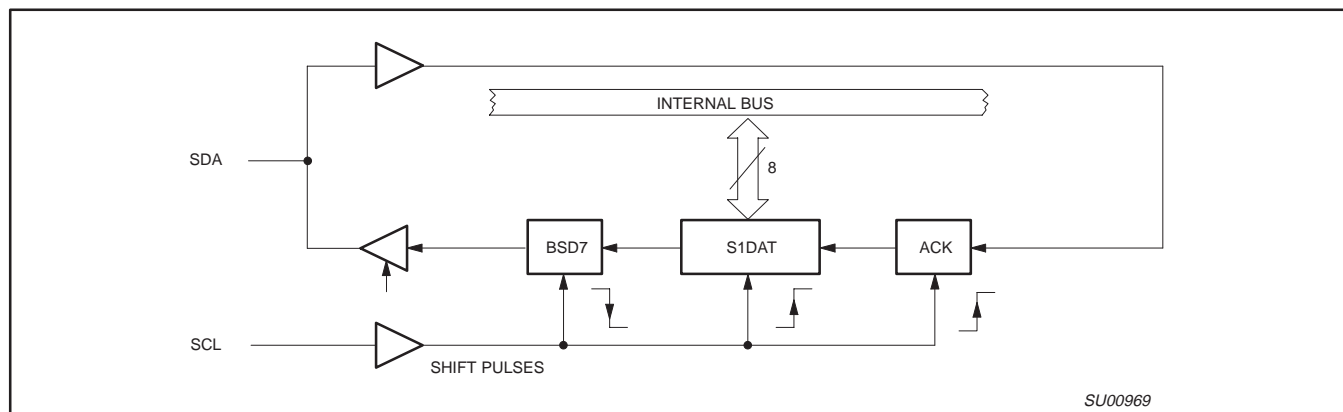 INTERNAL BUS
SDA
8
BSD7
S1DAT
ACK
SCL
SHIFT PULSES
SU00969